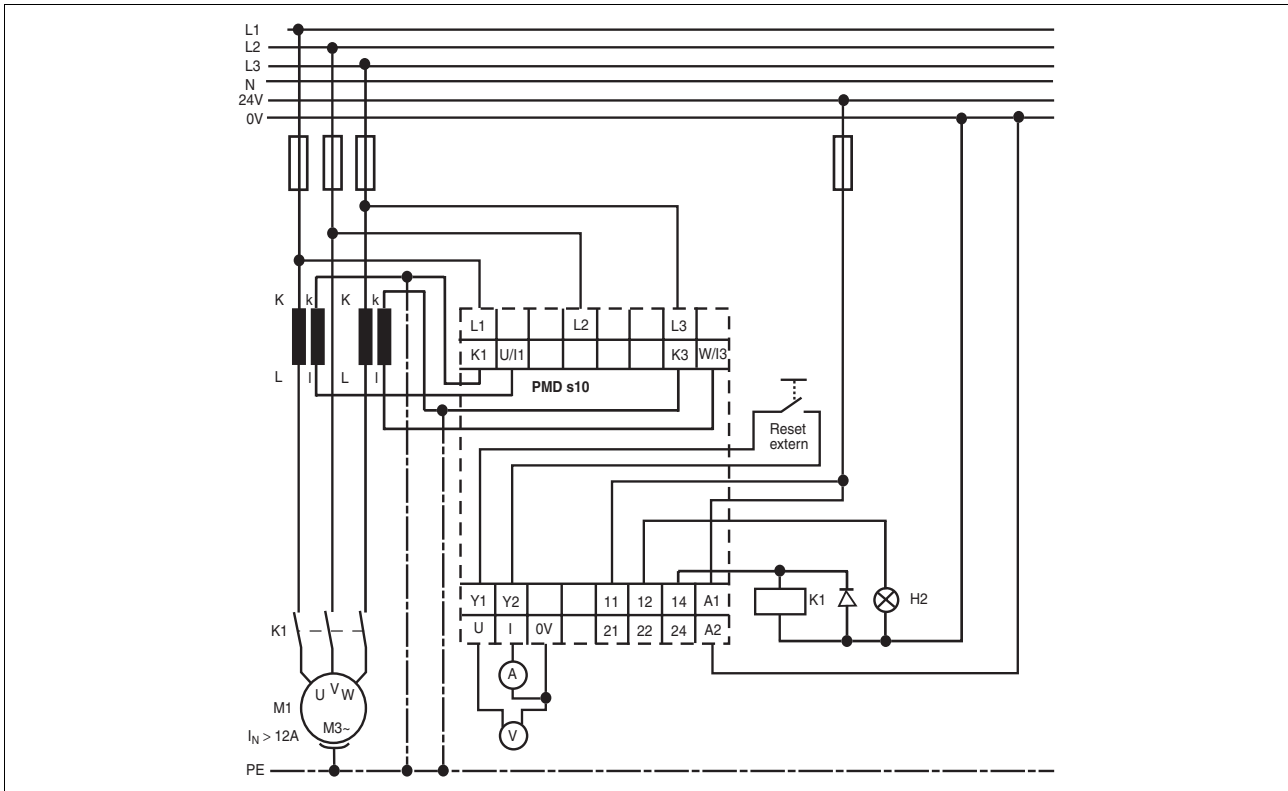 L1
L2
L3
N
24V
0V
K k K k
L1 L2 L3
K1 U/I1 K3 W/I3
L l L l
PMD s10
Reset
extern
Y1 Y2 11 12 14 A1
U I 0V 21 22 24 A2
K1 H2
K1
A
U V W
M1
M3~
IN > 12A
V
PE